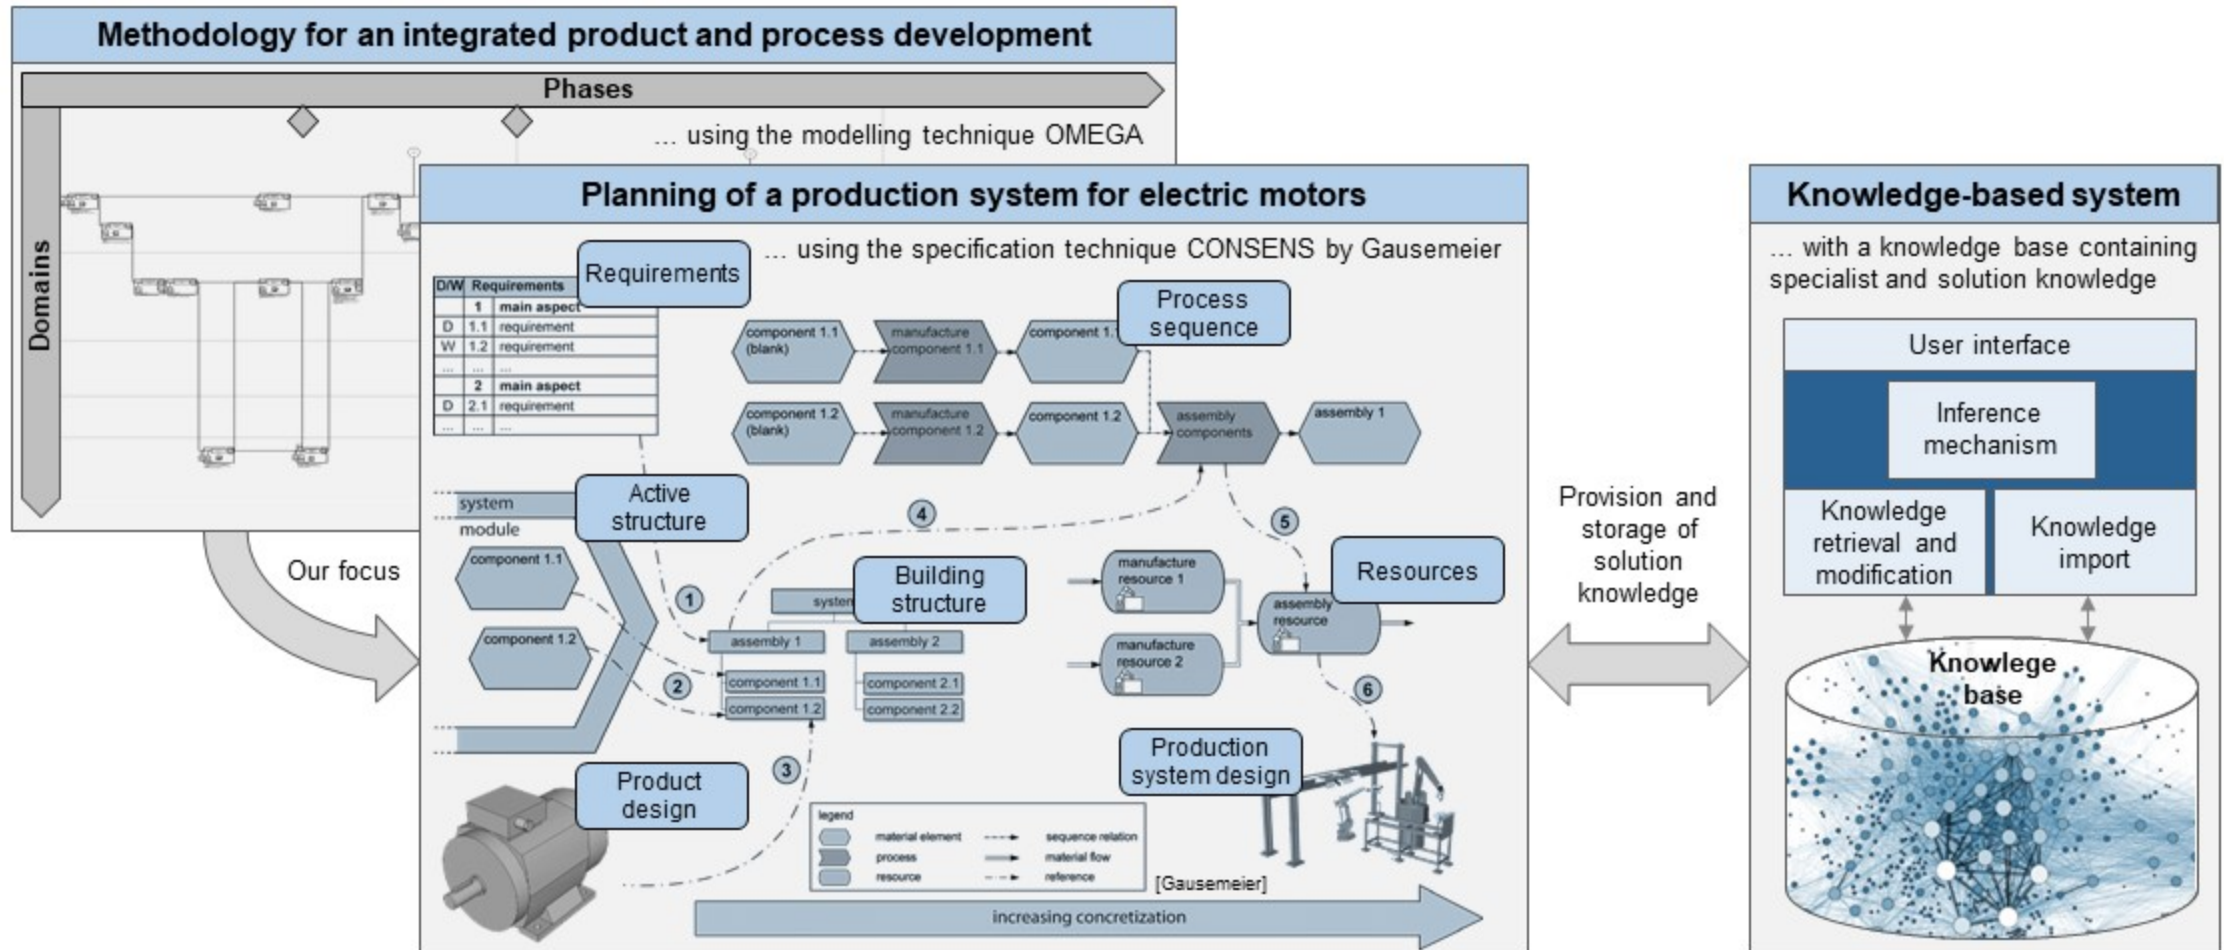 Methodology for an integrated product and process development
Phases
Domains
... using the modelling technique OMEGA
Our focus
Planning of a production system for electric motors
... using the specification technique CONSENS by Gausemeier
Requirements
D/W Requirements
1 main aspect
D 1.1 requirement
W 1.2 requirement
... ... ...
2 main aspect
D 2.1 requirement
... ... ...
Process
sequence
component 1.1
(blank)
manufacture
component 1.1
component 1.
component 1.2
(blank)
manufacture
component 1.2
component 1.2
assembly
components
assembly 1
Active
structure
system
module
component 1.1
component 1.2
1
2
3
4
5
6
Building
structure
system
assembly 1
assembly 2
component 1.1
component 1.2
component 2.1
component 2.2
Resources
manufacture
resource 1
manufacture
resource 2
assembly
resource
Product
design
Production
system design
legend
material element
process
resource
sequence relation
material flow
reference
[Gausemeier]
increasing concretization
Provision and
storage of
solution
knowledge
Knowledge-based system
... with a knowledge base containing
specialist and solution knowledge
User interface
Inference
mechanism
Knowledge
retrieval and
modification
Knowledge
import
Knowlege
base